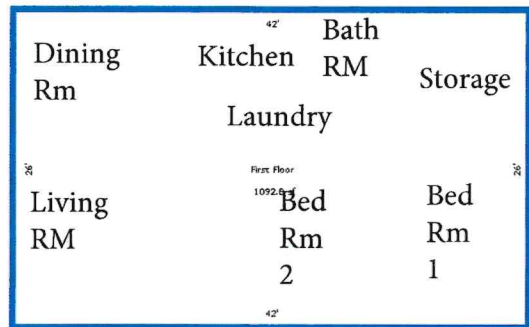 42'
Dining
Rm
Kitchen
Bath
RM
Storage
Laundry
26'
First Floor
26'
Living
RM
Bed
Rm
2
Bed
Rm
1
42'